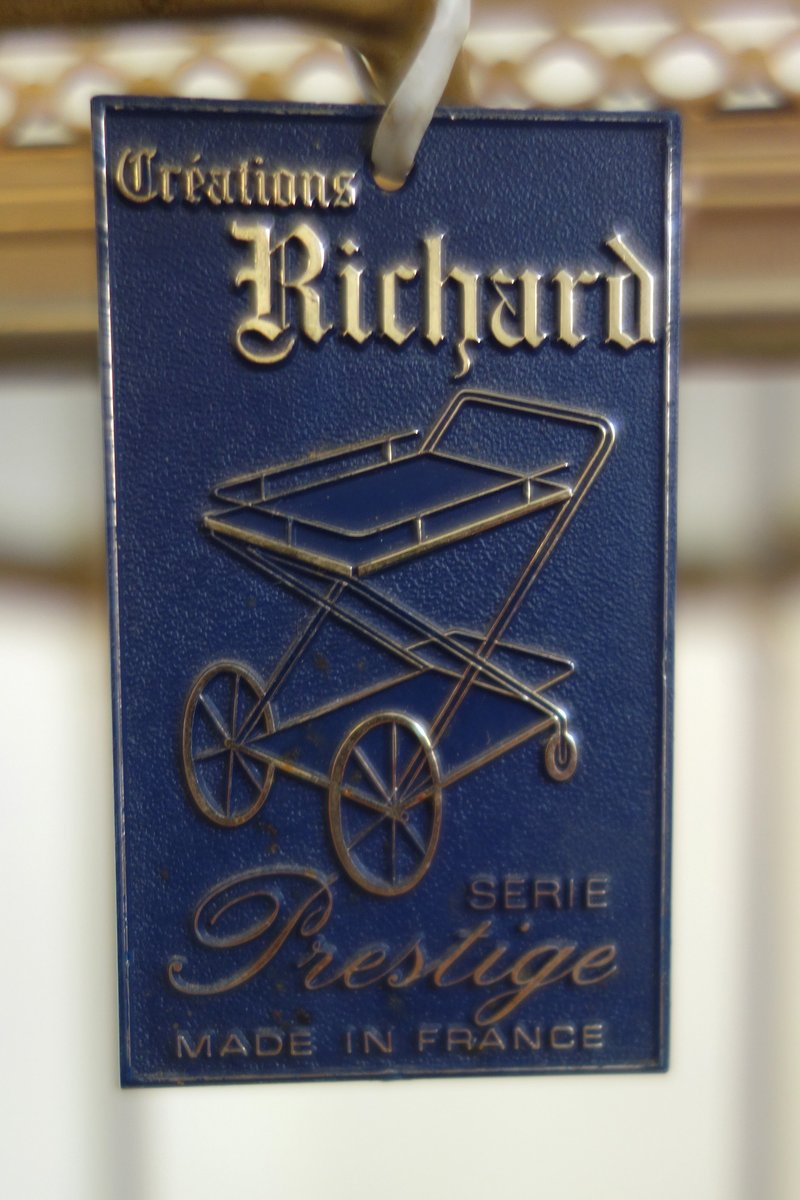 Créations
Richard
SERIE
Prestige
MADE IN FRANCE